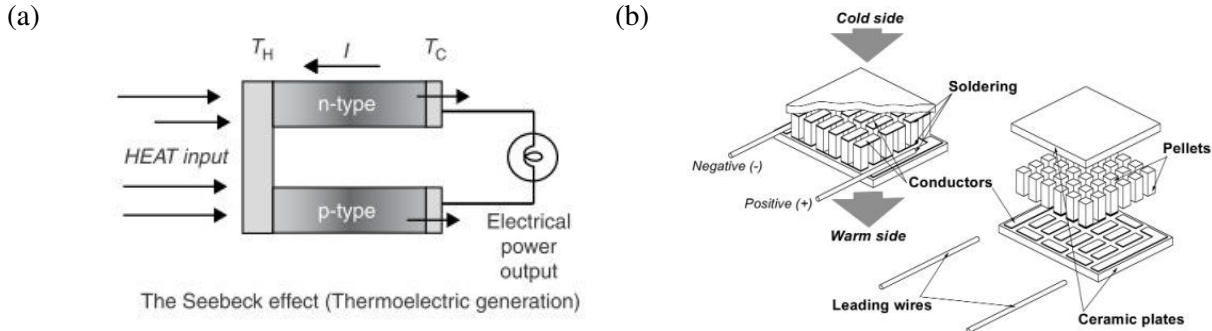 (a)
T_H
I
T_C
n-type
HEAT input
p-type
Electrical
power
output
The Seebeck effect (Thermoelectric generation)
(b)
Cold side
Soldering
Negative (-)
Positive (+)
Conductors
Pellets
Warm side
Leading wires
Ceramic plates